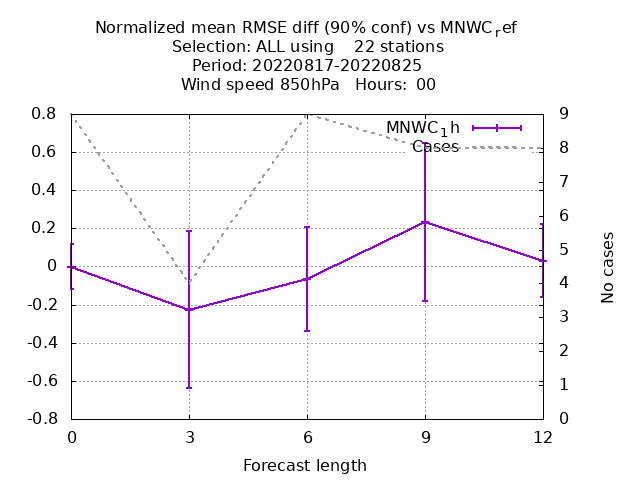 Normalized mean RMSE diff (90% conf) vs MNWCref
Selection: ALL using 22 stations
Period: 20220817-20220825
Wind speed 850hPa Hours: 00
MNWC1h
Cases
0.8
0.6
0.4
0.2
0
-0.2
-0.4
-0.6
-0.8
9
8
7
6
5
4
3
2
1
0
No cases
0 3 6 9 12
Forecast length